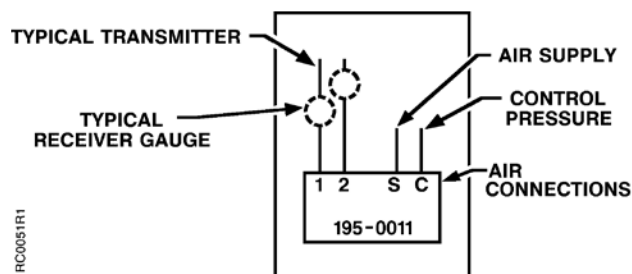 TYPICAL TRANSMITTER
AIR SUPPLY
TYPICAL
RECEIVER GAUGE
CONTROL
PRESSURE
1 2 S C
AIR
CONNECTIONS
195-0011
RC0051R1